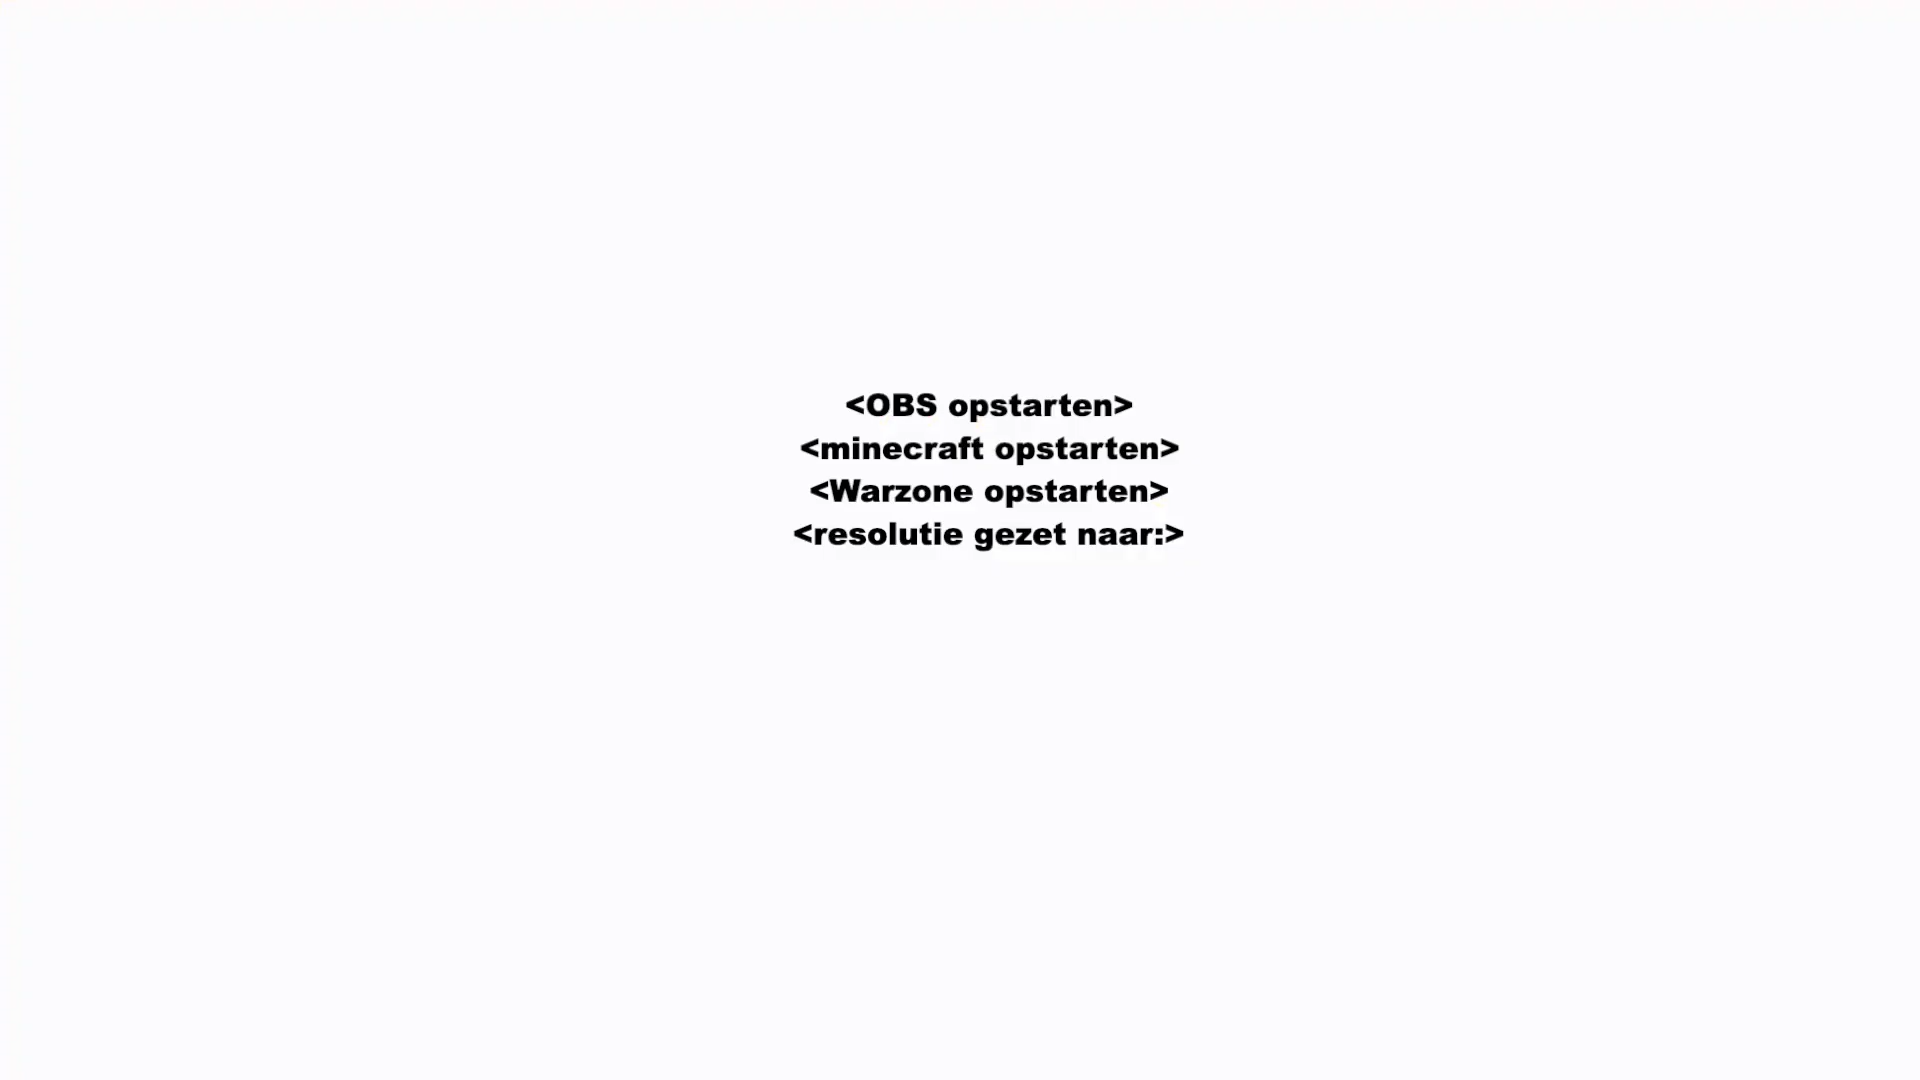 <OBS opstarten>
<minecraft opstarten>
<Warzone opstarten>
<resolutie gezet naar:>